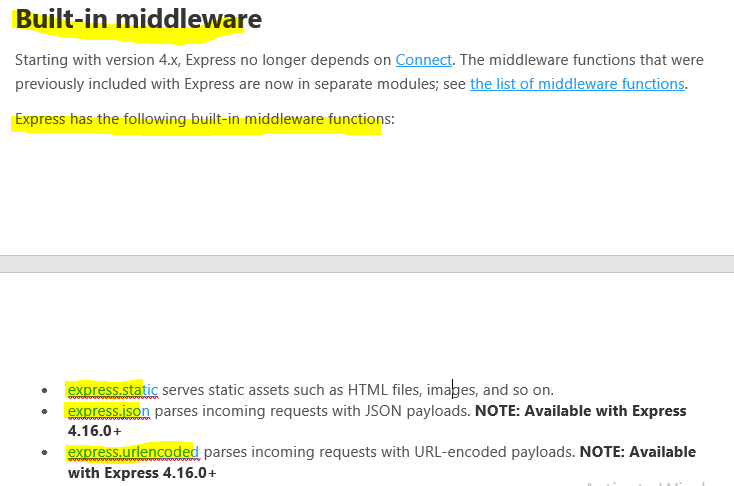 Built-in middleware
Starting with version 4.x, Express no longer depends on Connect. The middleware functions that were
previously included with Express are now in separate modules; see the list of middleware functions.
Express has the following built-in middleware functions:
• express.static serves static assets such as HTML files, images, and so on.
• express.json parses incoming requests with JSON payloads. NOTE: Available with Express
4.16.0+
• express.urlencoded parses incoming requests with URL-encoded payloads. NOTE: Available
with Express 4.16.0+